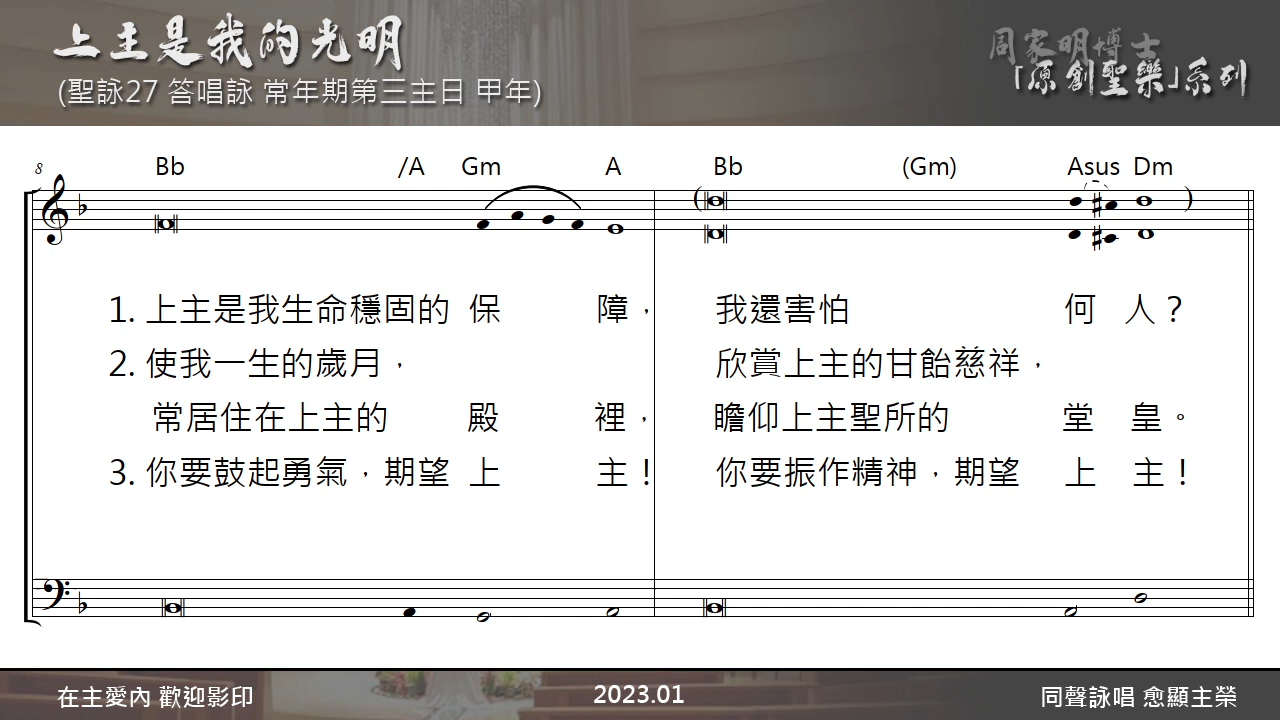 上主是我的光明
(聖詠27 答唱詠 常年期第三主日 甲年)
周家明博士
「原創聖樂」系列
8
Bb /A Gm A Bb (Gm) Asus Dm
1. 上主是我生命穩固的 保 障， 我還害怕 何 人？
2. 使我一生的歲月， 欣賞上主的甘飴慈祥，
常居住在上主的 殿 裡， 瞻仰上主聖所的 堂 皇。
3. 你要鼓起勇氣，期望 上 主！ 你要振作精神，期望 上 主！
在主愛內 歡迎影印
2023.01
同聲詠唱 愈顯主榮